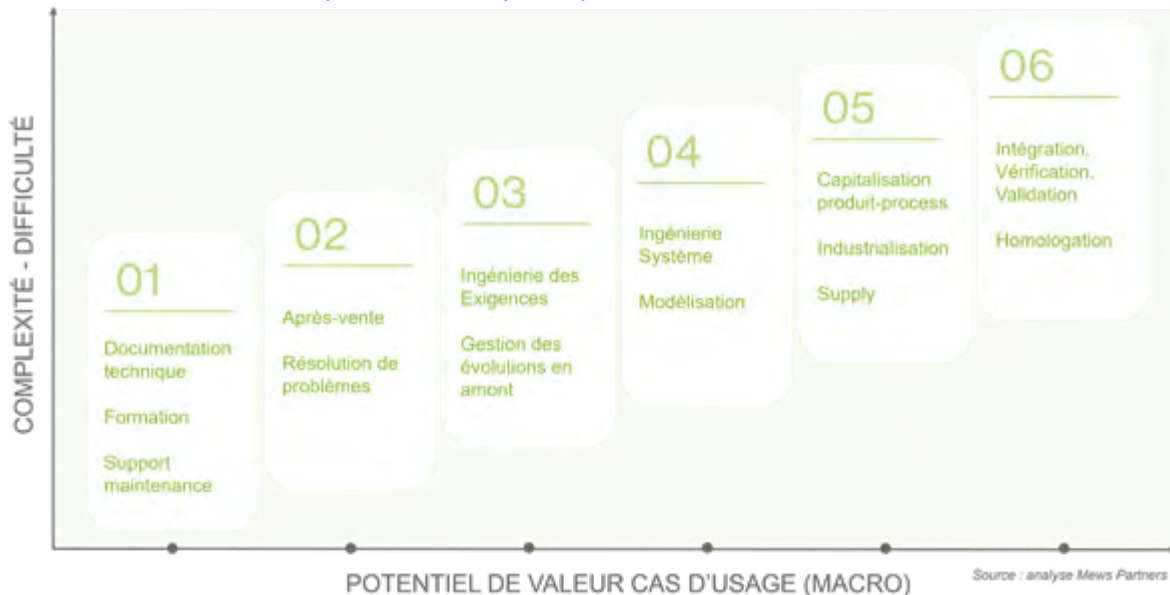 COMPLEXITÉ - DIFFICULTÉ
01
Documentation
technique
Formation
Support
maintenance
02
Après-vente
Résolution de
problèmes
03
Ingénierie des
Exigences
Gestion des
évolutions en
amont
04
Ingénierie
Système
Modélisation
05
Capitalisation
produit-process
Industrialisation
Supply
06
Intégration,
Vérification,
Validation
Homologation
POTENTIEL DE VALEUR CAS D'USAGE (MACRO)
Source : analyse Mews Partners